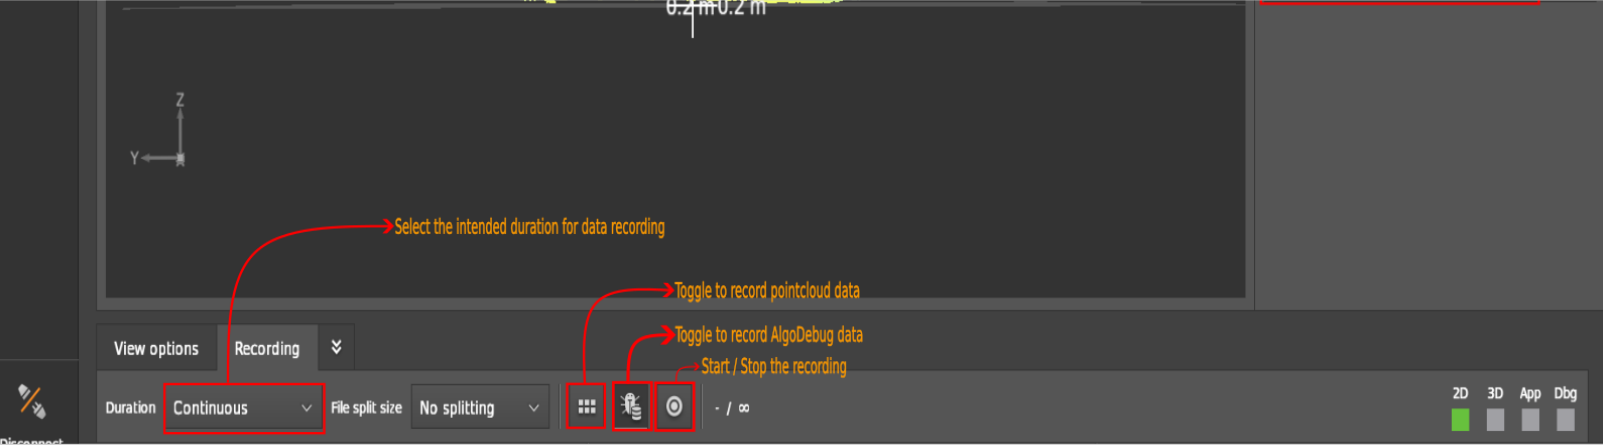 0.2 m 0.2 m
Z
Y
Select the intended duration for data recording
Toggle to record pointcloud data
Toggle to record AlgoDebug data
Start / Stop the recording
View options Recording
Duration Continuous File split size No splitting - / ∞
2D 3D App Dbg
Disconnect